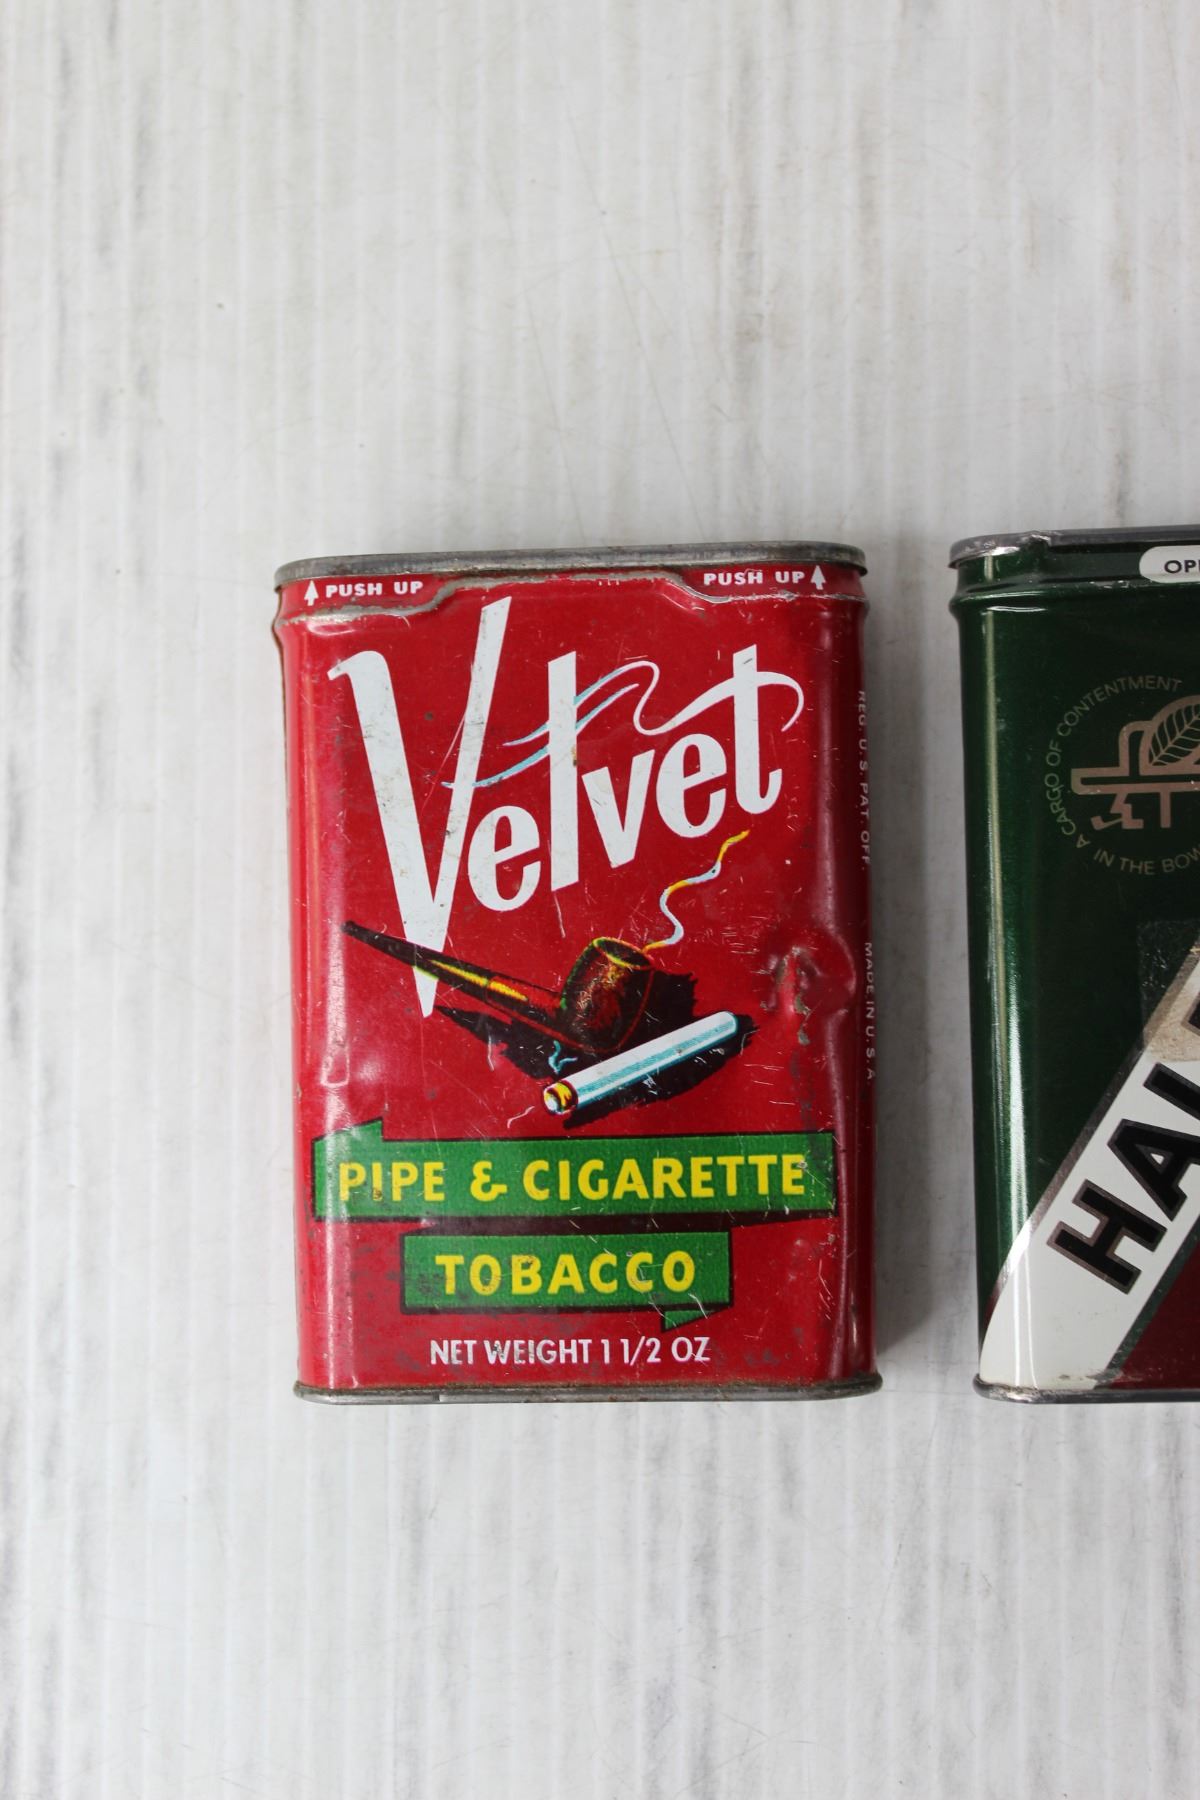 PUSH UP
PUSH UP
Velvet
REG. U.S. PAT. OFF.
MADE IN U.S.A.
PIPE & CIGARETTE
TOBACCO
NET WEIGHT 1 1/2 OZ
A CARGO OF CONTENTMENT
IN THE